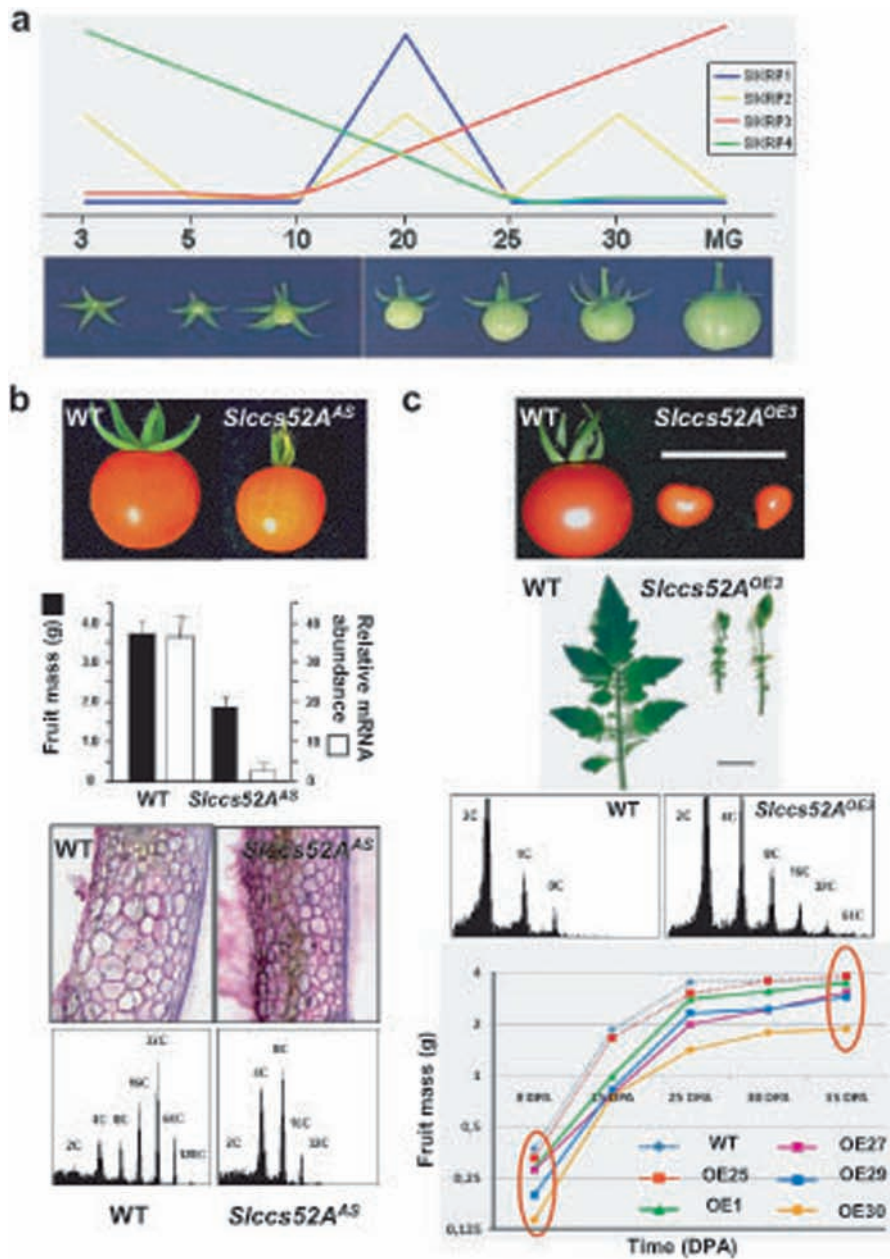 a
SlKRP1
SlKRP2
SlKRP3
SlKRP4
3 5 10 20 25 30 MG
b
WT Slccs52A^AS
Fruit mass (g)
4.0
3.0
2.0
1.0
0
40
30
20
10
0
Relative mRNA
abundance
WT Slccs52A^AS
WT Slccs52A^AS
2C 4C 8C 16C 32C 64C 128C
2C 4C 8C 16C 32C
WT Slccs52A^AS
c
WT Slccs52A^OE3
WT Slccs52A^OE3
WT
2C
8C
Slccs52A^OE3
2C 4C 8C 16C 32C 64C
Fruit mass (g)
4
2
1
0,5
0,25
0,125
8 DPA 15 DPA 25 DPA 30 DPA 35 DPA
WT OE27
OE25 OE29
OE1 OE30
Time (DPA)